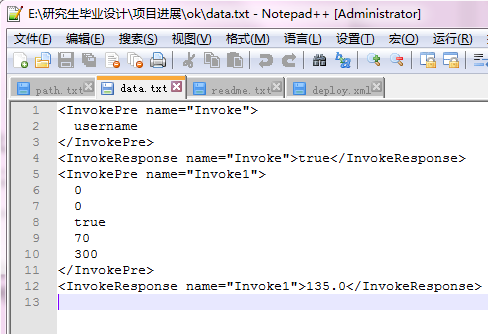 E:\研究生毕业设计\项目进展\ok\data.txt - Notepad++ [Administrator]
文件(F) 编辑(E) 搜索(S) 视图(V) 格式(M) 语言(L) 设置(T) 宏(O) 运行(R)
path.txt data.txt readme.txt deploy.xml
1 <InvokePre name="Invoke">
2 username
3 </InvokePre>
4 <InvokeResponse name="Invoke">true</InvokeResponse>
5 <InvokePre name="Invoke1">
6 0
7 0
8 true
9 70
10 300
11 </InvokePre>
12 <InvokeResponse name="Invoke1">135.0</InvokeResponse>
13